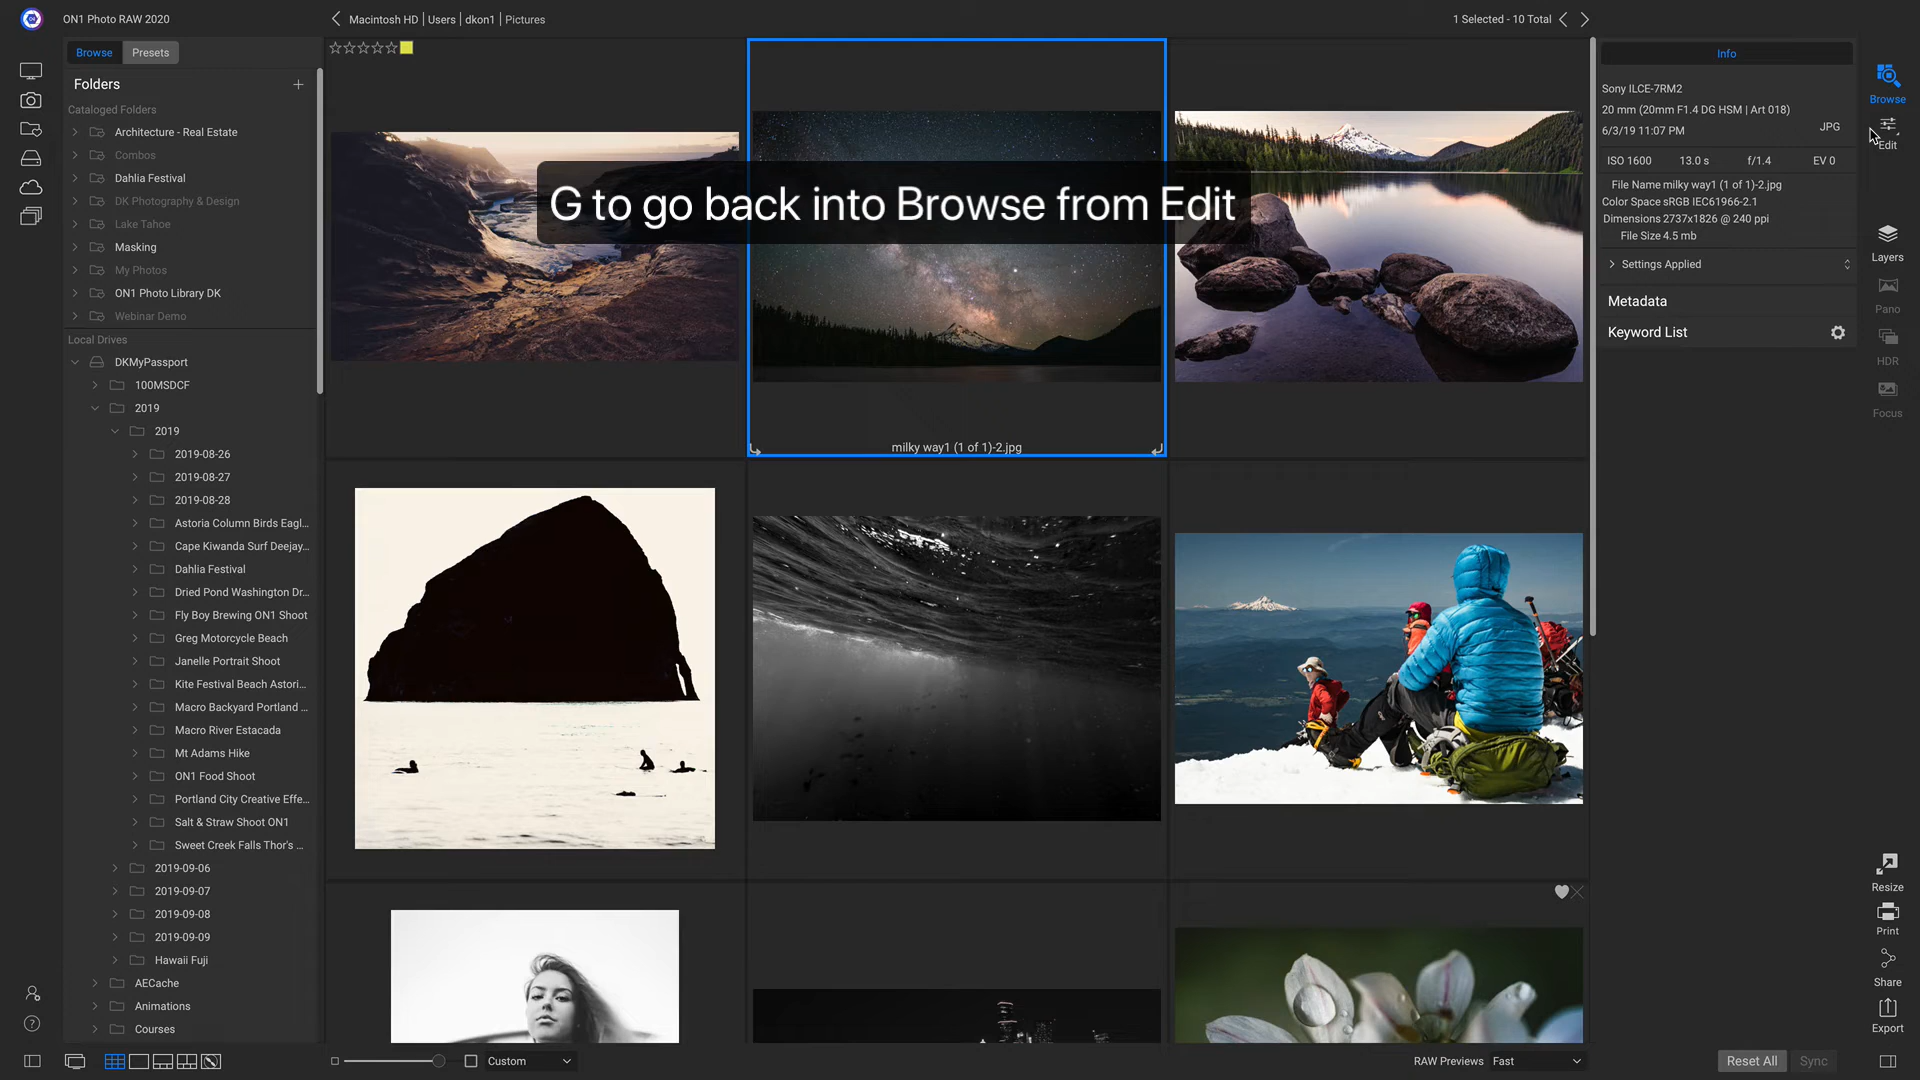 ON1 Photo RAW 2020
Macintosh HD | Users | dkon1 | Pictures
1 Selected - 10 Total
Browse
Presets
Folders
Cataloged Folders
Architecture - Real Estate
Combos
Dahlia Festival
DK Photography & Design
Lake Tahoe
Masking
My Photos
ON1 Photo Library DK
Webinar Demo
Local Drives
DKMyPassport
100MSDCF
2019
2019
2019-08-26
2019-08-27
2019-08-28
Astoria Column Birds Eagl...
Cape Kiwanda Surf Deejay...
Dahlia Festival
Dried Pond Washington Dr...
Fly Boy Brewing ON1 Shoot
Greg Motorcycle Beach
Janelle Portrait Shoot
Kite Festival Beach Astori...
Macro Backyard Portland ...
Macro River Estacada
Mt Adams Hike
ON1 Food Shoot
Portland City Creative Effe...
Salt & Straw Shoot ON1
Sweet Creek Falls Thor's ...
2019-09-06
2019-09-07
2019-09-08
2019-09-09
Hawaii Fuji
AECache
Animations
Courses
G to go back into Browse from Edit
milky way1 (1 of 1)-2.jpg
Info
Sony ILCE-7RM2
20 mm (20mm F1.4 DG HSM | Art 018)
6/3/19 11:07 PM
JPG
ISO 1600 13.0 s f/1.4 EV 0
File Name milky way1 (1 of 1)-2.jpg
Color Space sRGB IEC61966-2.1
Dimensions 2737x1826 @ 240 ppi
File Size 4.5 mb
Settings Applied
Metadata
Keyword List
Browse
Edit
Layers
Pano
HDR
Focus
Resize
Print
Share
Export
Custom
RAW Previews Fast
Reset All
Sync